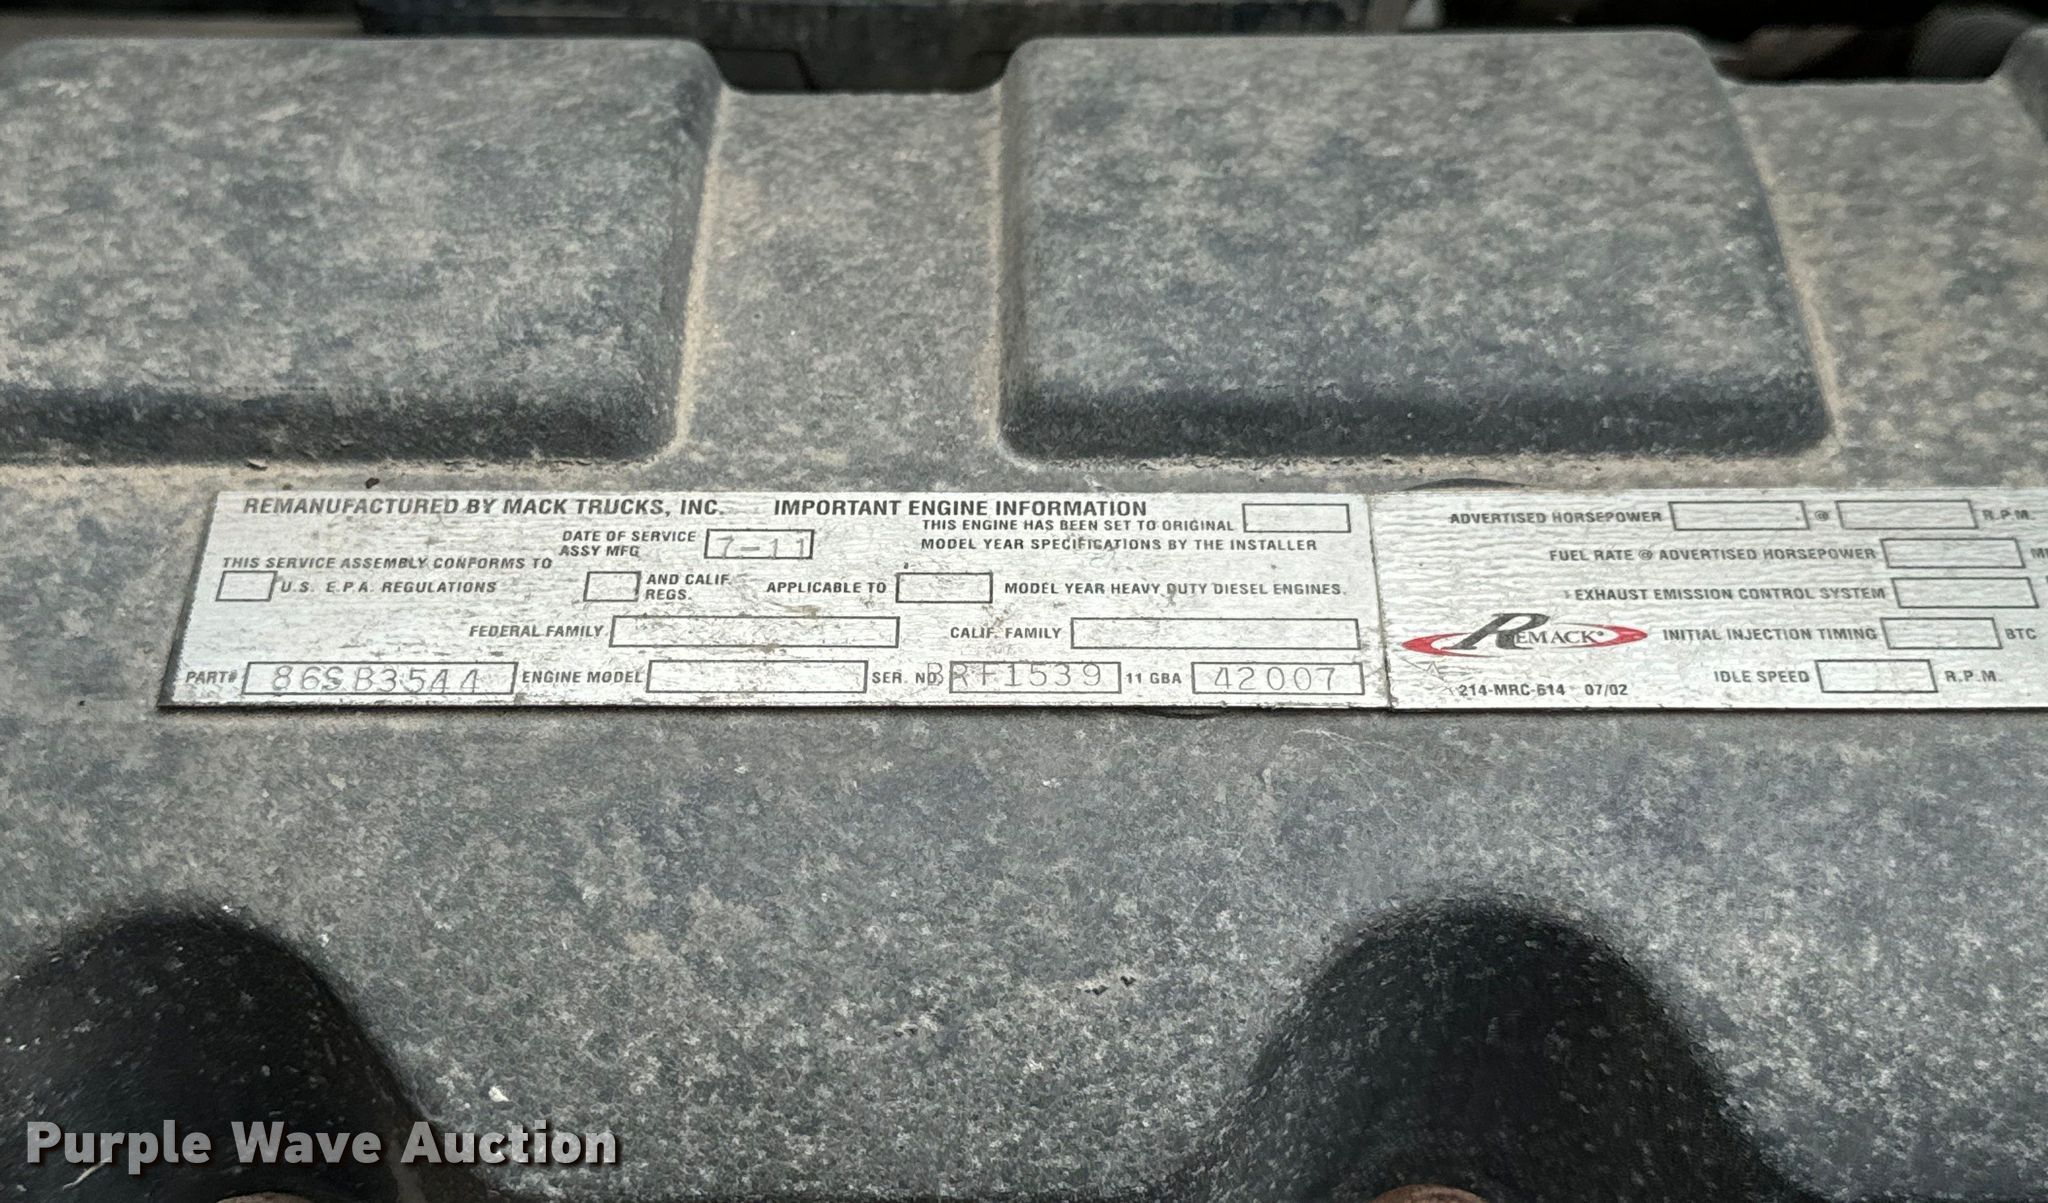 REMANUFACTURED BY MACK TRUCKS, INC. IMPORTANT ENGINE INFORMATION
DATE OF SERVICE ASSY MFG 7-11
THIS ENGINE HAS BEEN SET TO ORIGINAL
MODEL YEAR SPECIFICATIONS BY THE INSTALLER
THIS SERVICE ASSEMBLY CONFORMS TO
U.S. E.P.A. REGULATIONS AND CALIF. REGS. APPLICABLE TO MODEL YEAR HEAVY DUTY DIESEL ENGINES.
FEDERAL FAMILY CALIF. FAMILY
PART# 86SB3544 ENGINE MODEL SER. NO. BRF1539 11 GBA 42007
ADVERTISED HORSEPOWER @ R.P.M.
FUEL RATE @ ADVERTISED HORSEPOWER
EXHAUST EMISSION CONTROL SYSTEM
REMACK® INITIAL INJECTION TIMING BTC
IDLE SPEED R.P.M.
214-MRC-614 07/02
Purple Wave Auction